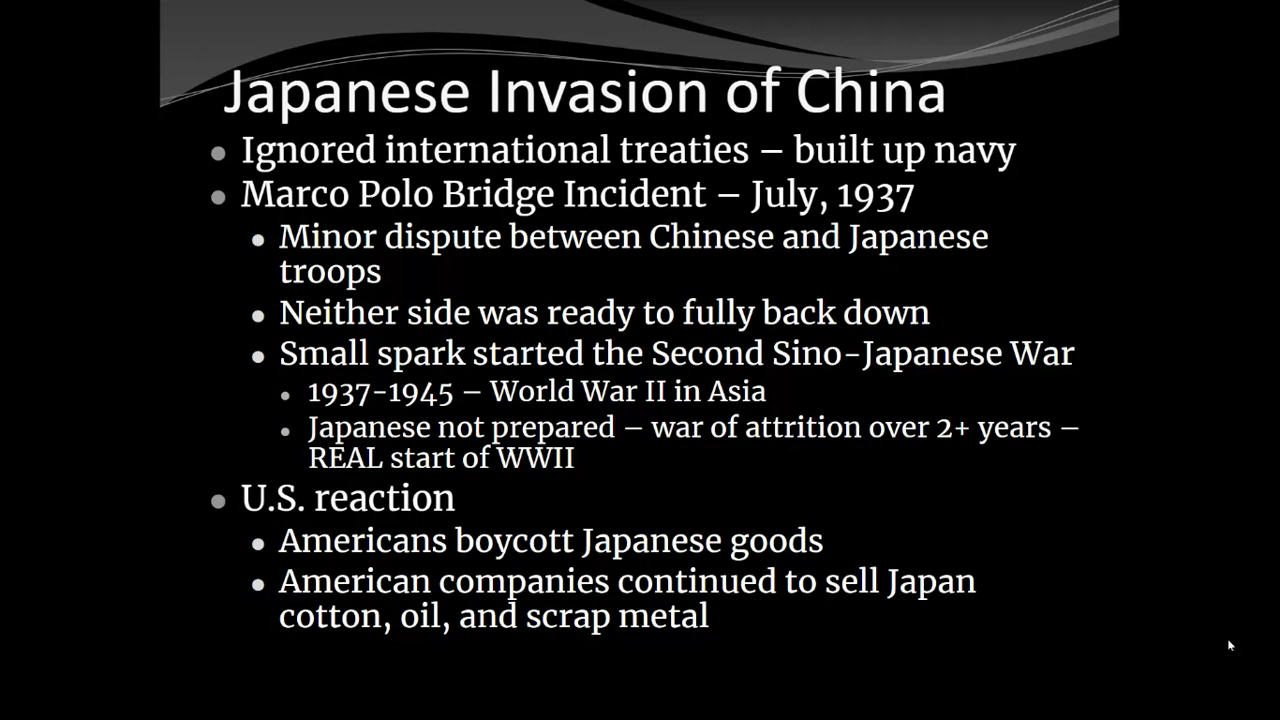 Japanese Invasion of China
• Ignored international treaties – built up navy
• Marco Polo Bridge Incident – July, 1937
• Minor dispute between Chinese and Japanese
troops
• Neither side was ready to fully back down
• Small spark started the Second Sino-Japanese War
• 1937-1945 – World War II in Asia
• Japanese not prepared – war of attrition over 2+ years –
REAL start of WWII
• U.S. reaction
• Americans boycott Japanese goods
• American companies continued to sell Japan
cotton, oil, and scrap metal